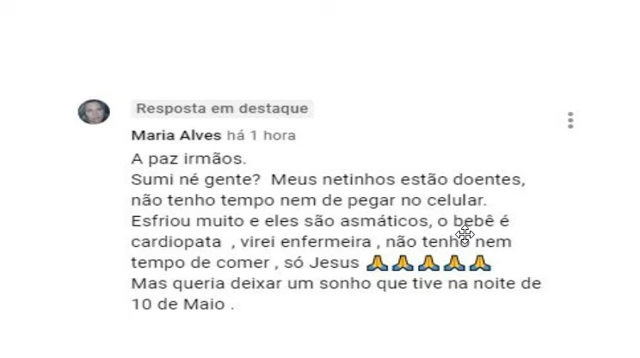 Resposta em destaque
Maria Alves há 1 hora
A paz irmãos.
Sumi né gente? Meus netinhos estão doentes,
não tenho tempo nem de pegar no celular.
Esfriou muito e eles são asmáticos, o bebê é
cardiopata , virei enfermeira , não tenho nem
tempo de comer , só Jesus 🙏🙏🙏🙏🙏
Mas queria deixar um sonho que tive na noite de
10 de Maio .